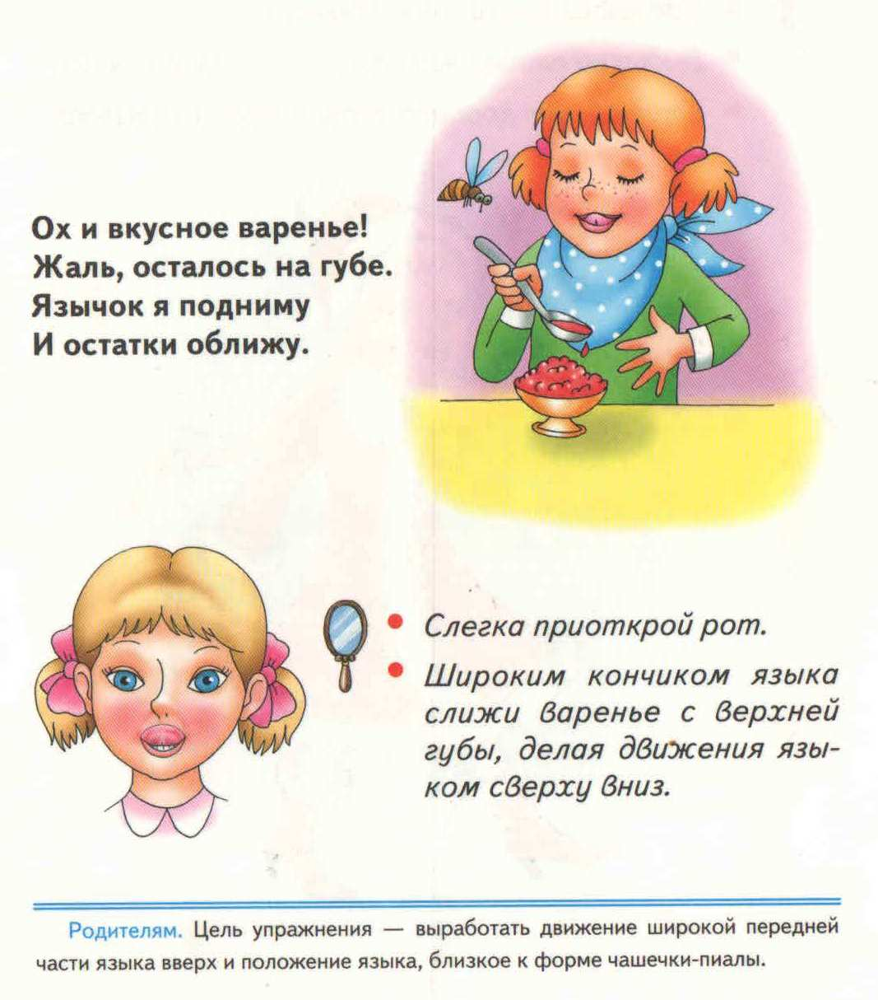 Ох и вкусное варенье!
Жаль, осталось на губе.
Язычок я подниму
И остатки оближу.
• Слегка приоткрой рот.
• Широким кончиком языка
слижи варенье с верхней
губы, делая движения язы-
ком сверху вниз.
Родителям. Цель упражнения — выработать движение широкой передней
части языка вверх и положение языка, близкое к форме чашечки-пиалы.